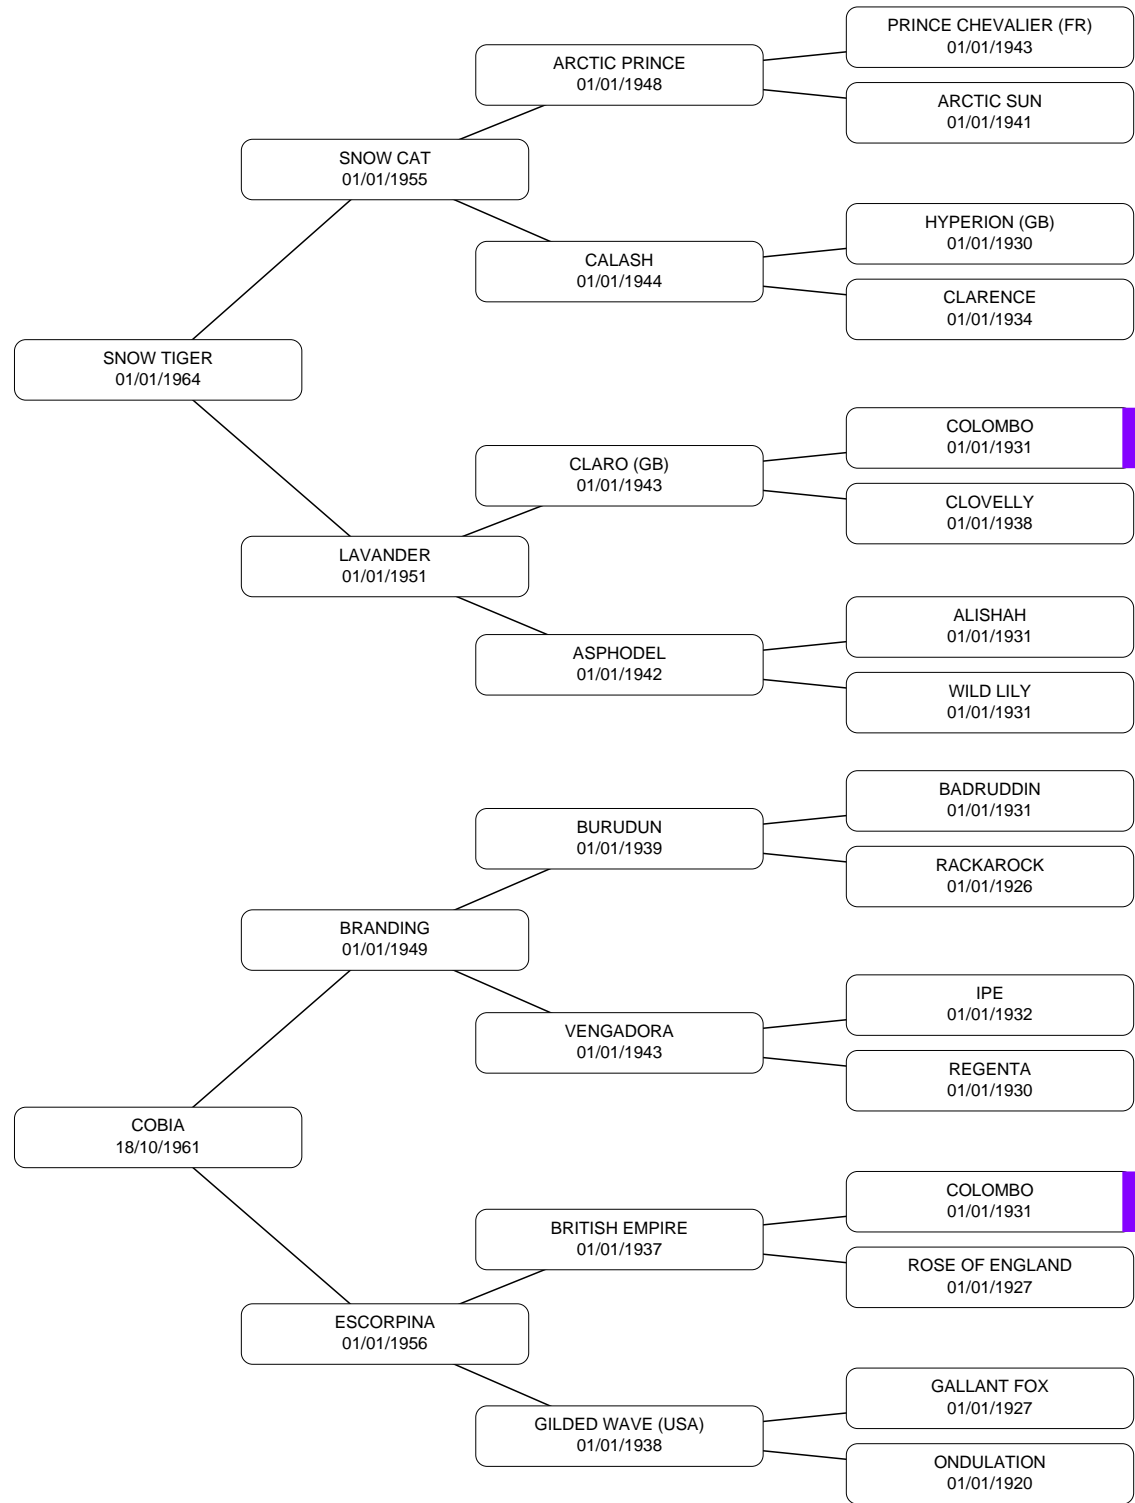 PRINCE CHEVALIER (FR)
01/01/1943
ARCTIC PRINCE
01/01/1948
ARCTIC SUN
01/01/1941
SNOW CAT
01/01/1955
HYPERION (GB)
01/01/1930
CALASH
01/01/1944
CLARENCE
01/01/1934
SNOW TIGER
01/01/1964
COLOMBO
01/01/1931
CLARO (GB)
01/01/1943
CLOVELLY
01/01/1938
LAVANDER
01/01/1951
ALISHAH
01/01/1931
ASPHODEL
01/01/1942
WILD LILY
01/01/1931
BADRUDDIN
01/01/1931
BURUDUN
01/01/1939
RACKAROCK
01/01/1926
BRANDING
01/01/1949
IPE
01/01/1932
VENGADORA
01/01/1943
REGENTA
01/01/1930
COBIA
18/10/1961
COLOMBO
01/01/1931
BRITISH EMPIRE
01/01/1937
ROSE OF ENGLAND
01/01/1927
ESCORPINA
01/01/1956
GALLANT FOX
01/01/1927
GILDED WAVE (USA)
01/01/1938
ONDULATION
01/01/1920